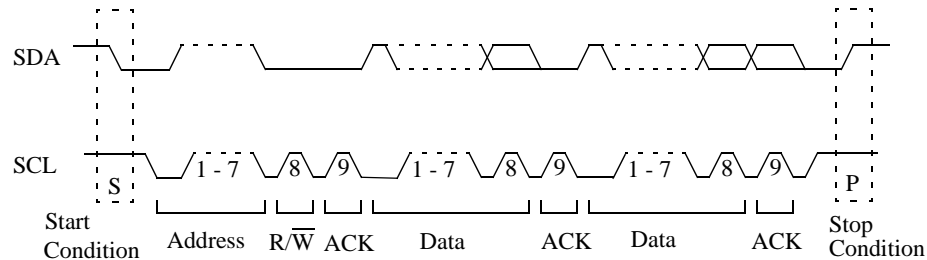 SDA
SCL
1 - 7 8 9 1 - 7 8 9 1 - 7 8 9
S P
Start
Condition
Address R/W̅ ACK Data ACK Data ACK
Stop
Condition